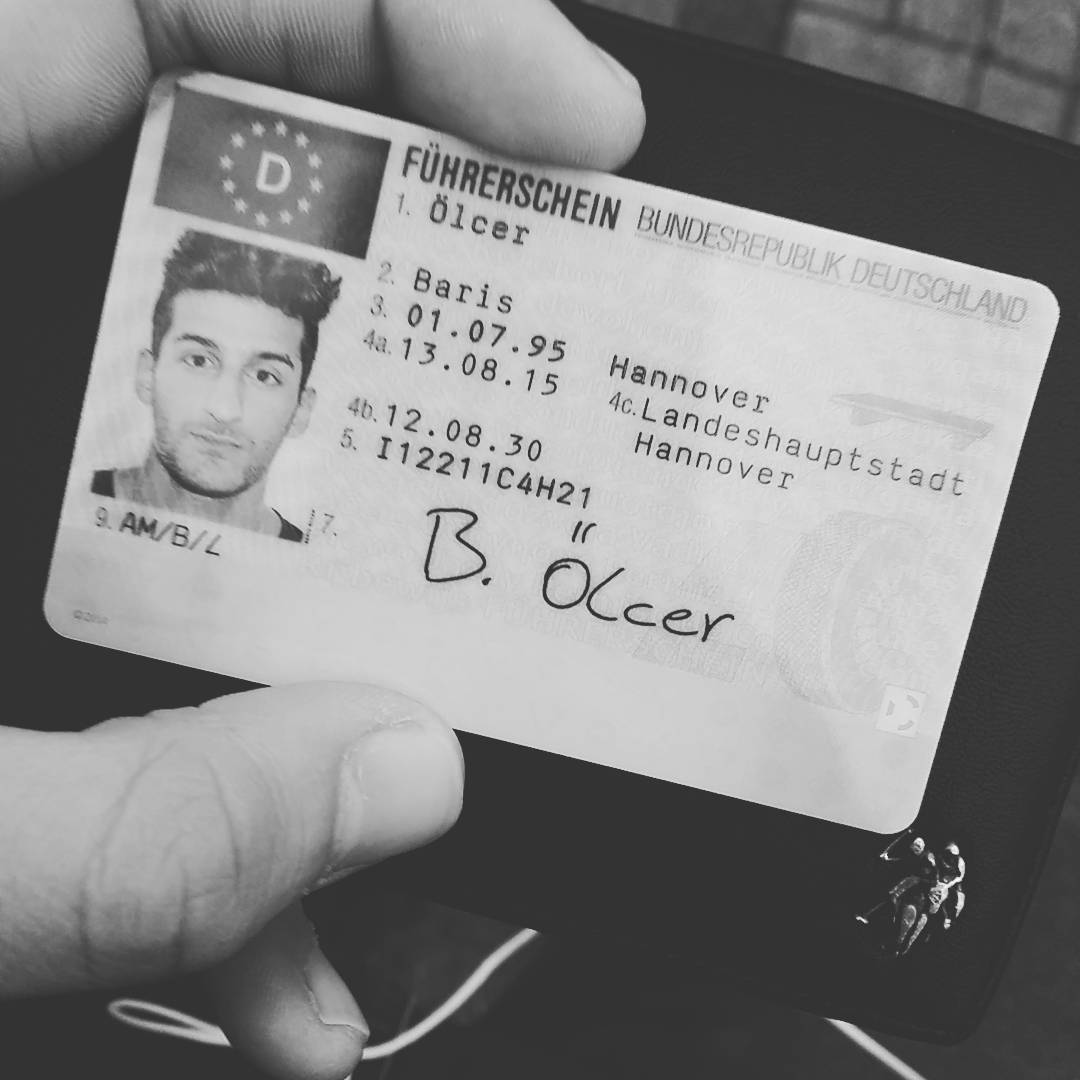 D
FÜHRERSCHEIN BUNDESREPUBLIK DEUTSCHLAND
1. Ölcer
2. Baris
3. 01.07.95 Hannover
4a. 13.08.15 4c. Landeshauptstadt
Hannover
4b. 12.08.30
5. I12211C4H21
7. B. Ölcer
9. AM/B/L